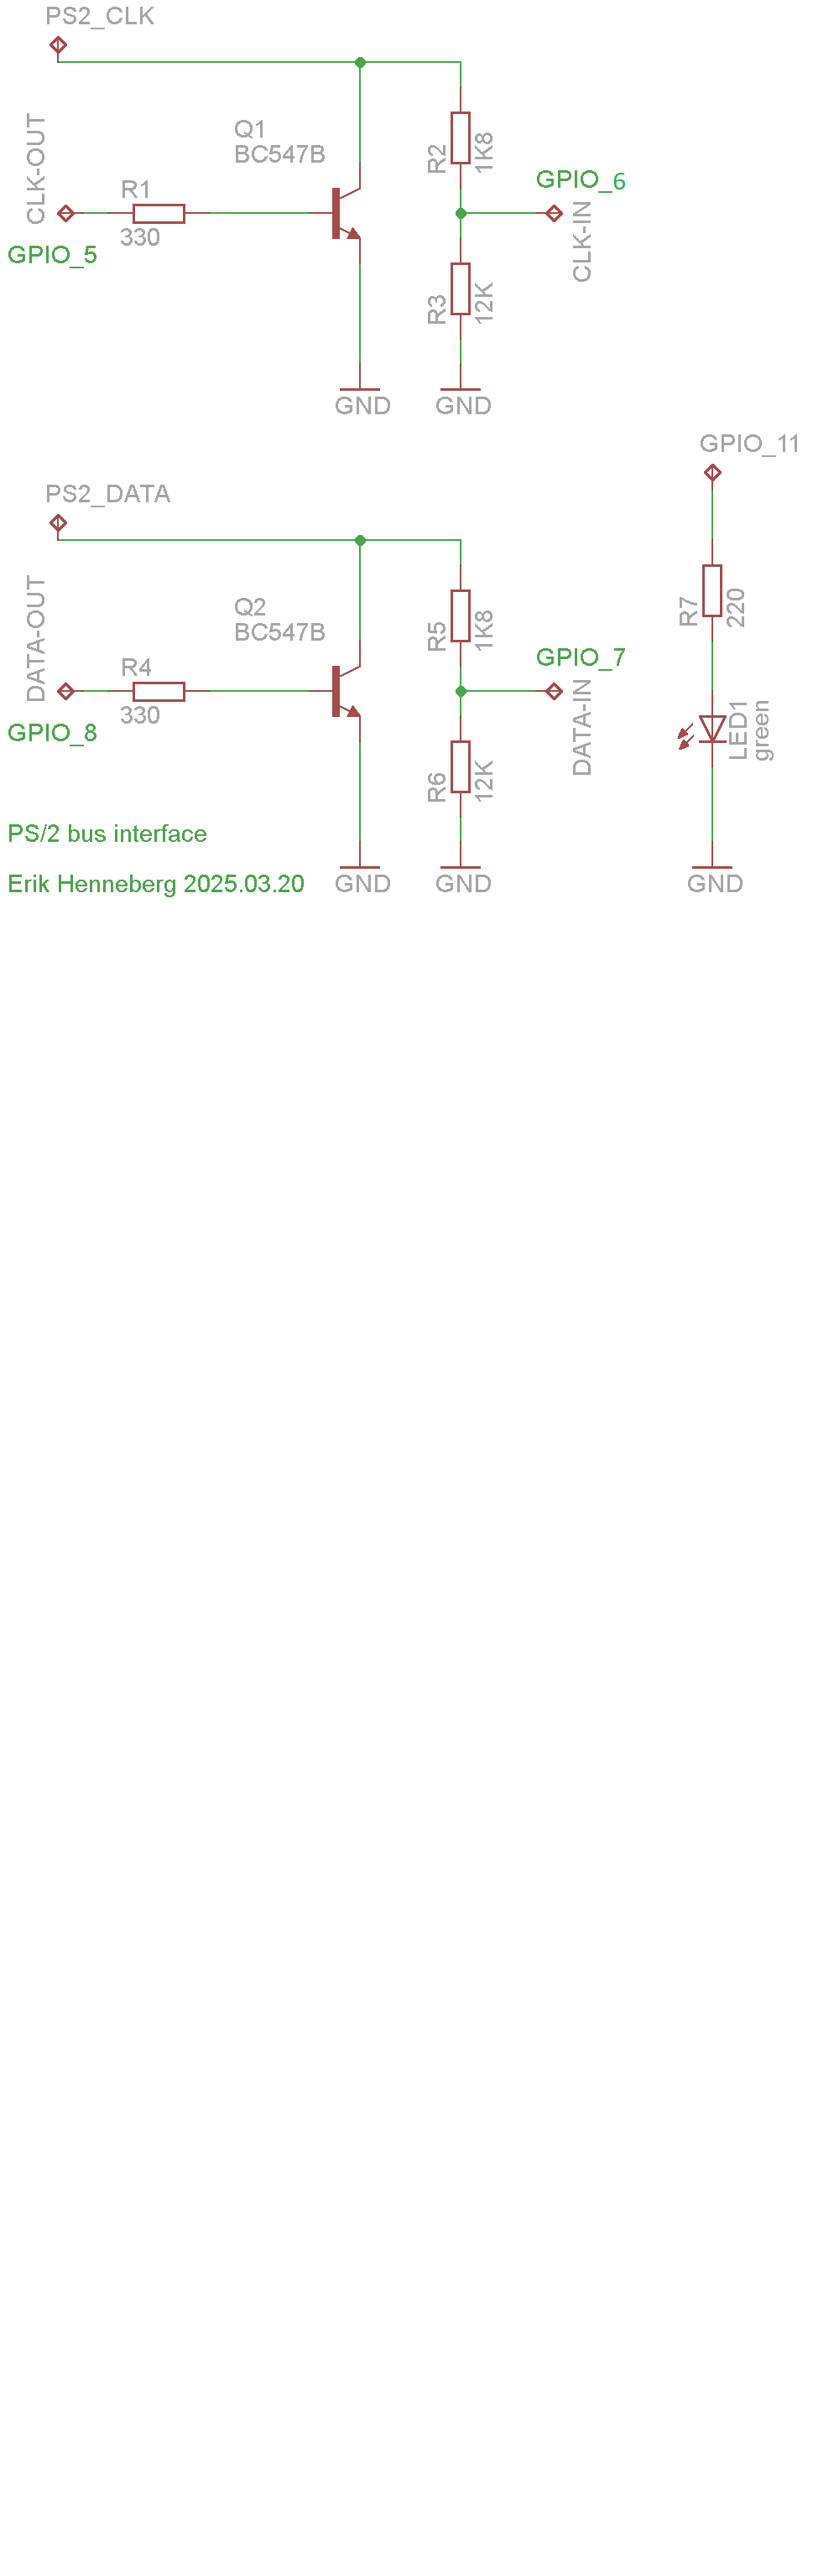 PS2_CLK
CLK-OUT
Q1
BC547B
R1
330
GPIO_5
R2
1K8
GPIO_6
CLK-IN
R3
12K
GND
GND
GPIO_11
PS2_DATA
DATA-OUT
Q2
BC547B
R4
330
GPIO_8
R5
1K8
GPIO_7
DATA-IN
R6
12K
R7
220
LED1
green
PS/2 bus interface
Erik Henneberg 2025.03.20
GND
GND
GND